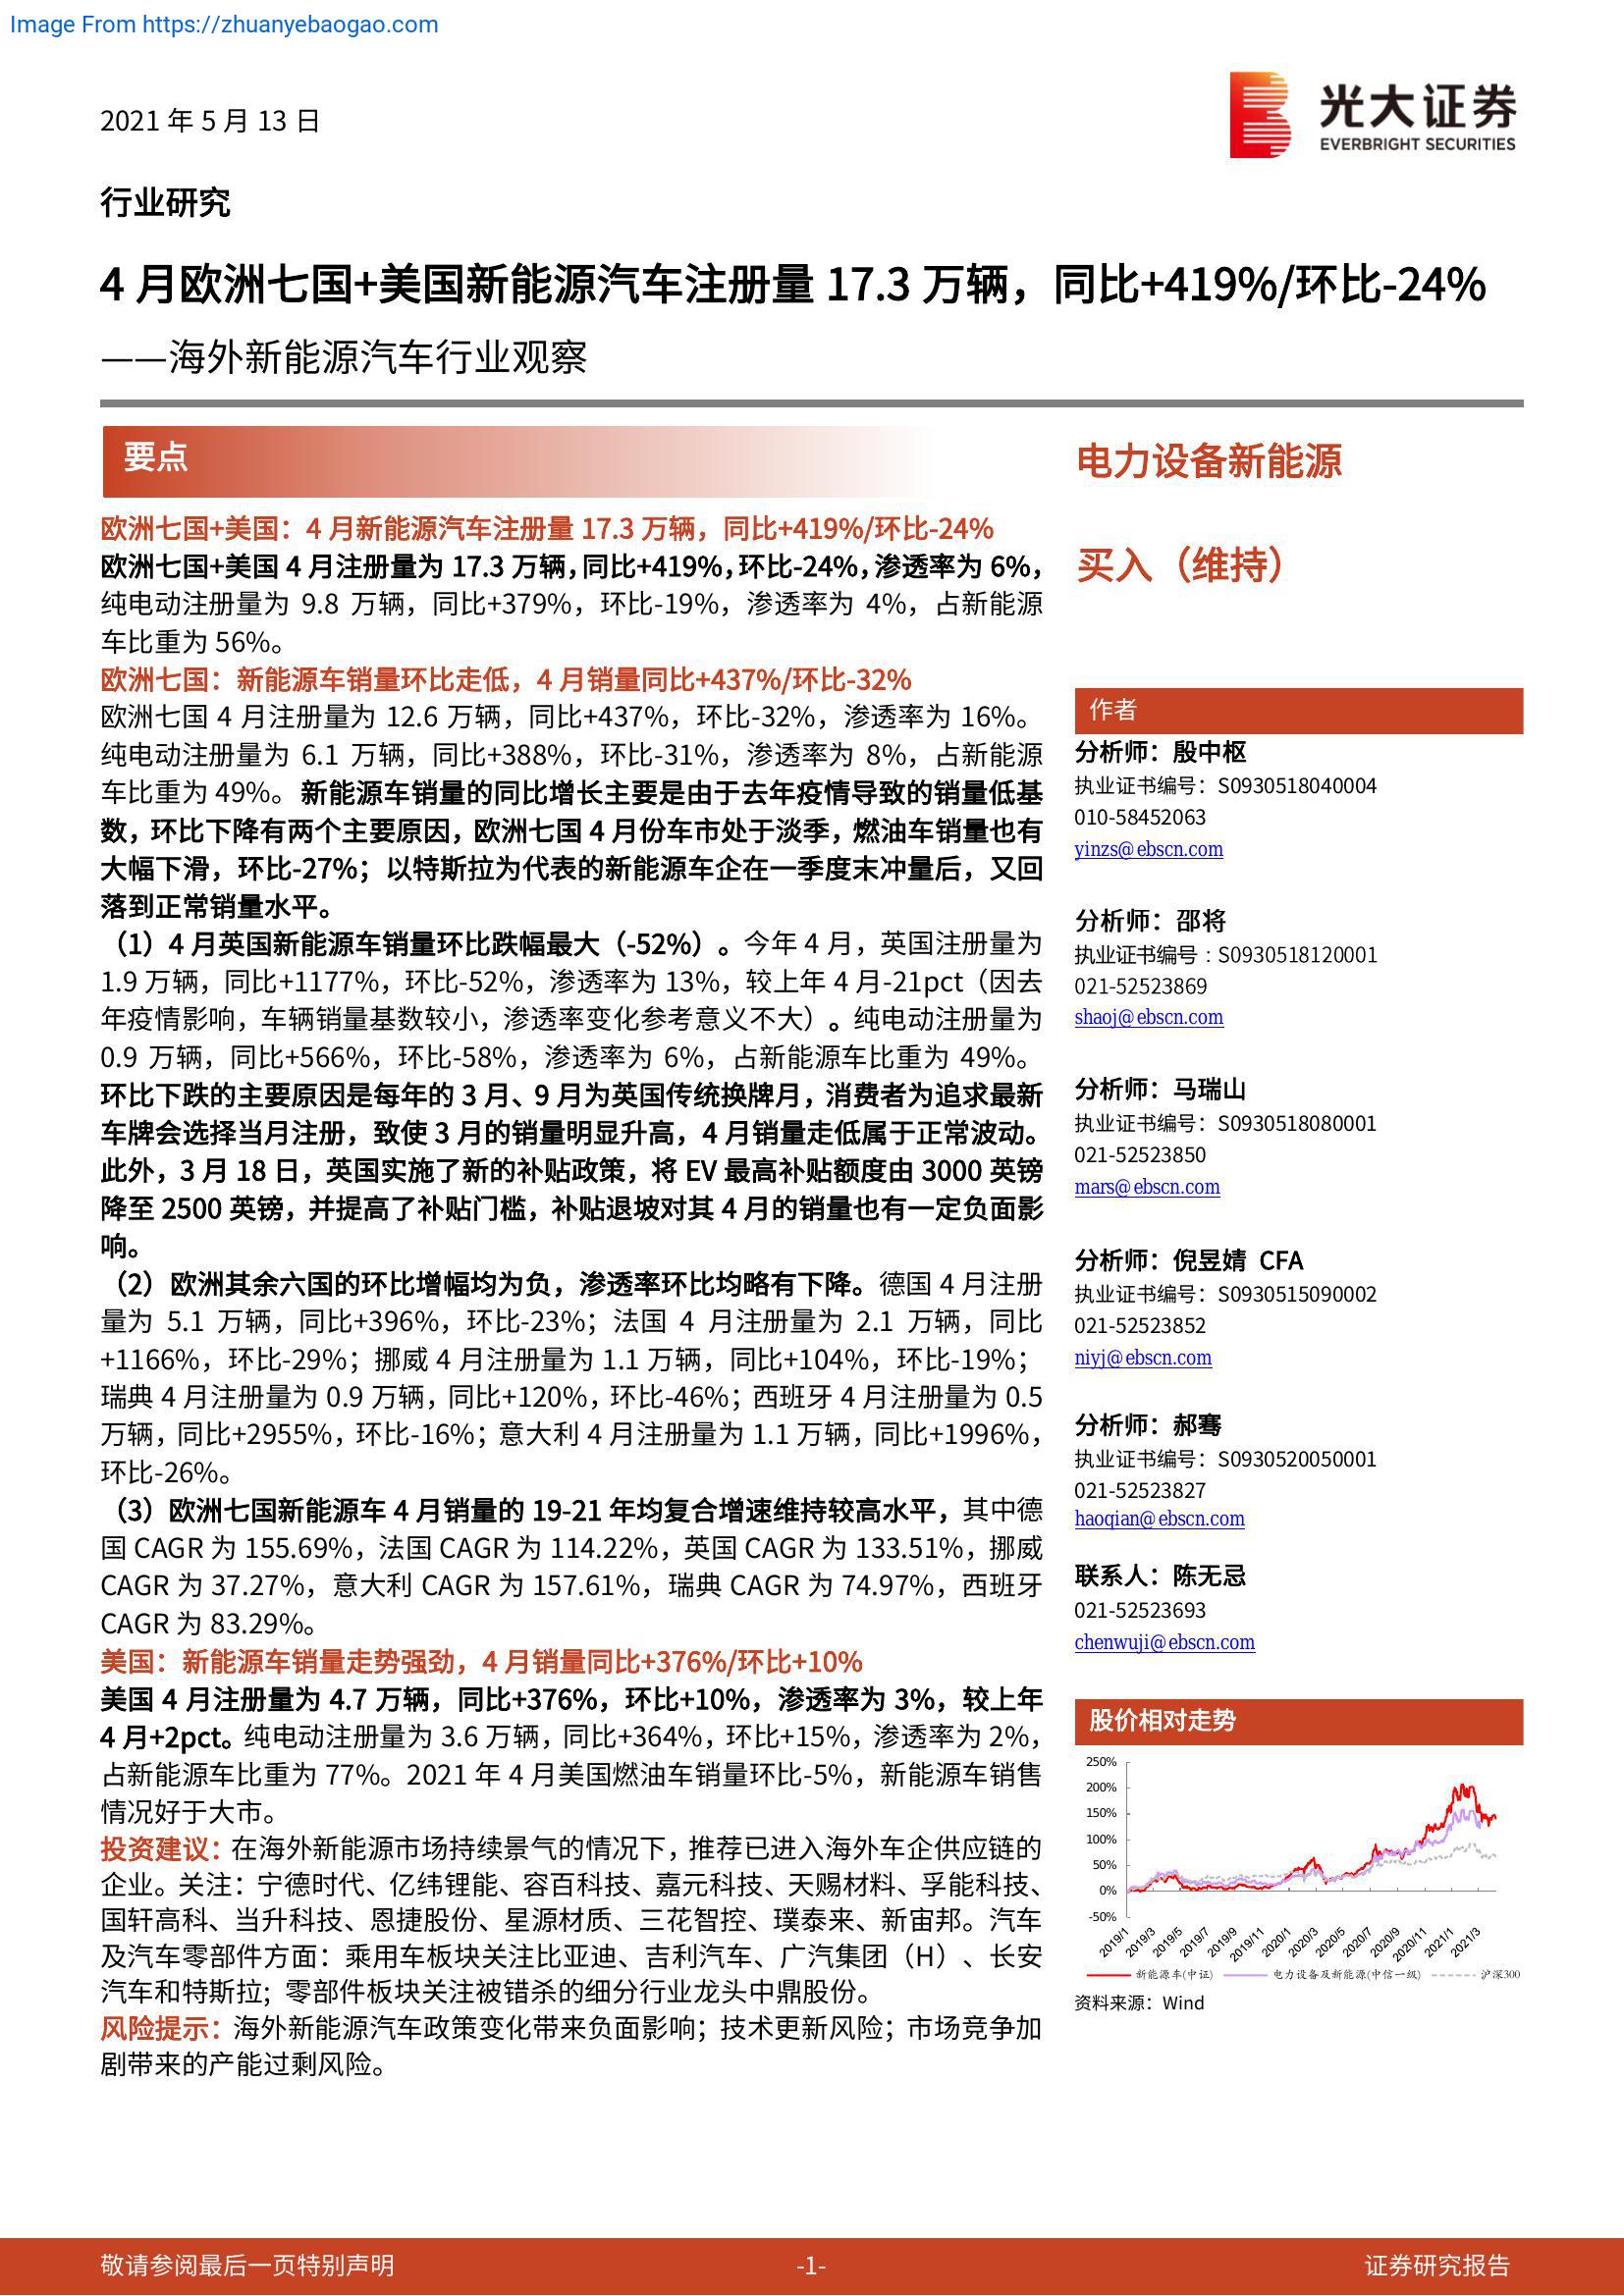 Image From https://zhuanyebaogao.com
2021 年 5 月 13 日
光大证券
EVERBRIGHT SECURITIES
行业研究
4 月欧洲七国+美国新能源汽车注册量 17.3 万辆，同比+419%/环比-24%
——海外新能源汽车行业观察
要点
欧洲七国+美国：4 月新能源汽车注册量 17.3 万辆，同比+419%/环比-24%
欧洲七国+美国 4 月注册量为 17.3 万辆，同比+419%，环比-24%，渗透率为 6%，
纯电动注册量为 9.8 万辆，同比+379%，环比-19%，渗透率为 4%，占新能源
车比重为 56%。
欧洲七国：新能源车销量环比走低，4 月销量同比+437%/环比-32%
欧洲七国 4 月注册量为 12.6 万辆，同比+437%，环比-32%，渗透率为 16%。
纯电动注册量为 6.1 万辆，同比+388%，环比-31%，渗透率为 8%，占新能源
车比重为 49%。新能源车销量的同比增长主要是由于去年疫情导致的销量低基
数，环比下降有两个主要原因，欧洲七国 4 月份车市处于淡季，燃油车销量也有
大幅下滑，环比-27%；以特斯拉为代表的新能源车企在一季度末冲量后，又回
落到正常销量水平。
（1）4 月英国新能源车销量环比跌幅最大（-52%）。今年 4 月，英国注册量为
1.9 万辆，同比+1177%，环比-52%，渗透率为 13%，较上年 4 月-21pct（因去
年疫情影响，车辆销量基数较小，渗透率变化参考意义不大）。纯电动注册量为
0.9 万辆，同比+566%，环比-58%，渗透率为 6%，占新能源车比重为 49%。
环比下跌的主要原因是每年的 3 月、9 月为英国传统换牌月，消费者为追求最新
车牌会选择当月注册，致使 3 月的销量明显升高，4 月销量走低属于正常波动。
此外，3 月 18 日，英国实施了新的补贴政策，将 EV 最高补贴额度由 3000 英镑
降至 2500 英镑，并提高了补贴门槛，补贴退坡对其 4 月的销量也有一定负面影
响。
（2）欧洲其余六国的环比增幅均为负，渗透率环比均略有下降。德国 4 月注册
量为 5.1 万辆，同比+396%，环比-23%；法国 4 月注册量为 2.1 万辆，同比
+1166%，环比-29%；挪威 4 月注册量为 1.1 万辆，同比+104%，环比-19%；
瑞典 4 月注册量为 0.9 万辆，同比+120%，环比-46%；西班牙 4 月注册量为 0.5
万辆，同比+2955%，环比-16%；意大利 4 月注册量为 1.1 万辆，同比+1996%，
环比-26%。
（3）欧洲七国新能源车 4 月销量的 19-21 年均复合增速维持较高水平，其中德
国 CAGR 为 155.69%，法国 CAGR 为 114.22%，英国 CAGR 为 133.51%，挪威
CAGR 为 37.27%，意大利 CAGR 为 157.61%，瑞典 CAGR 为 74.97%，西班牙
CAGR 为 83.29%。
美国：新能源车销量走势强劲，4 月销量同比+376%/环比+10%
美国 4 月注册量为 4.7 万辆，同比+376%，环比+10%，渗透率为 3%，较上年
4 月+2pct。纯电动注册量为 3.6 万辆，同比+364%，环比+15%，渗透率为 2%，
占新能源车比重为 77%。2021 年 4 月美国燃油车销量环比-5%，新能源车销售
情况好于大市。
投资建议：在海外新能源市场持续景气的情况下，推荐已进入海外车企供应链的
企业。关注：宁德时代、亿纬锂能、容百科技、嘉元科技、天赐材料、孚能科技、
国轩高科、当升科技、恩捷股份、星源材质、三花智控、璞泰来、新宙邦。汽车
及汽车零部件方面：乘用车板块关注比亚迪、吉利汽车、广汽集团（H）、长安
汽车和特斯拉；零部件板块关注被错杀的细分行业龙头中鼎股份。
风险提示：海外新能源汽车政策变化带来负面影响；技术更新风险；市场竞争加
剧带来的产能过剩风险。
电力设备新能源
买入（维持）
作者
分析师：殷中枢
执业证书编号：S0930518040004
010-58452063
yinzs@ebscn.com
分析师：邵将
执业证书编号：S0930518120001
021-52523869
shaoj@ebscn.com
分析师：马瑞山
执业证书编号：S0930518080001
021-52523850
mars@ebscn.com
分析师：倪昱婧 CFA
执业证书编号：S0930515090002
021-52523852
niyj@ebscn.com
分析师：郝骞
执业证书编号：S0930520050001
021-52523827
haoqian@ebscn.com
联系人：陈无忌
021-52523693
chenwuji@ebscn.com
股价相对走势
250%
200%
150%
100%
50%
0%
-50%
2019/1 2019/3 2019/5 2019/7 2019/9 2019/11 2020/1 2020/3 2020/5 2020/7 2020/9 2020/11 2021/1 2021/3
新能源车(中证) 电力设备及新能源(中信一级) 沪深300
资料来源：Wind
敬请参阅最后一页特别声明 -1- 证券研究报告